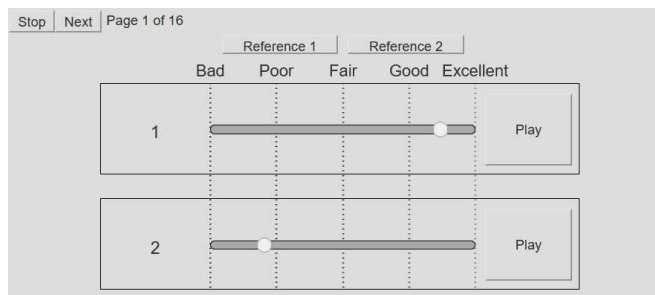 Stop Next Page 1 of 16
Reference 1 Reference 2
Bad Poor Fair Good Excellent
1 Play
2 Play